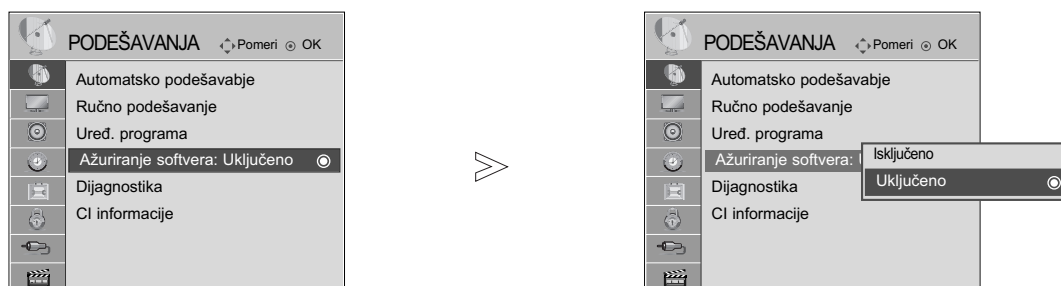 PODEŠAVANJA Pomeri OK
Automatsko podešavabje
Ručno podešavanje
Uređ. programa
Ažuriranje softvera: Uključeno
Dijagnostika
CI informacije
PODEŠAVANJA Pomeri OK
Automatsko podešavabje
Ručno podešavanje
Uređ. programa
Ažuriranje softvera:
Isključeno
Uključeno
Dijagnostika
CI informacije